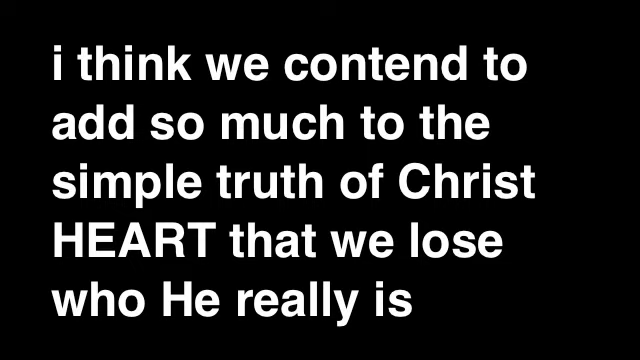 i think we contend to
add so much to the
simple truth of Christ
HEART that we lose
who He really is